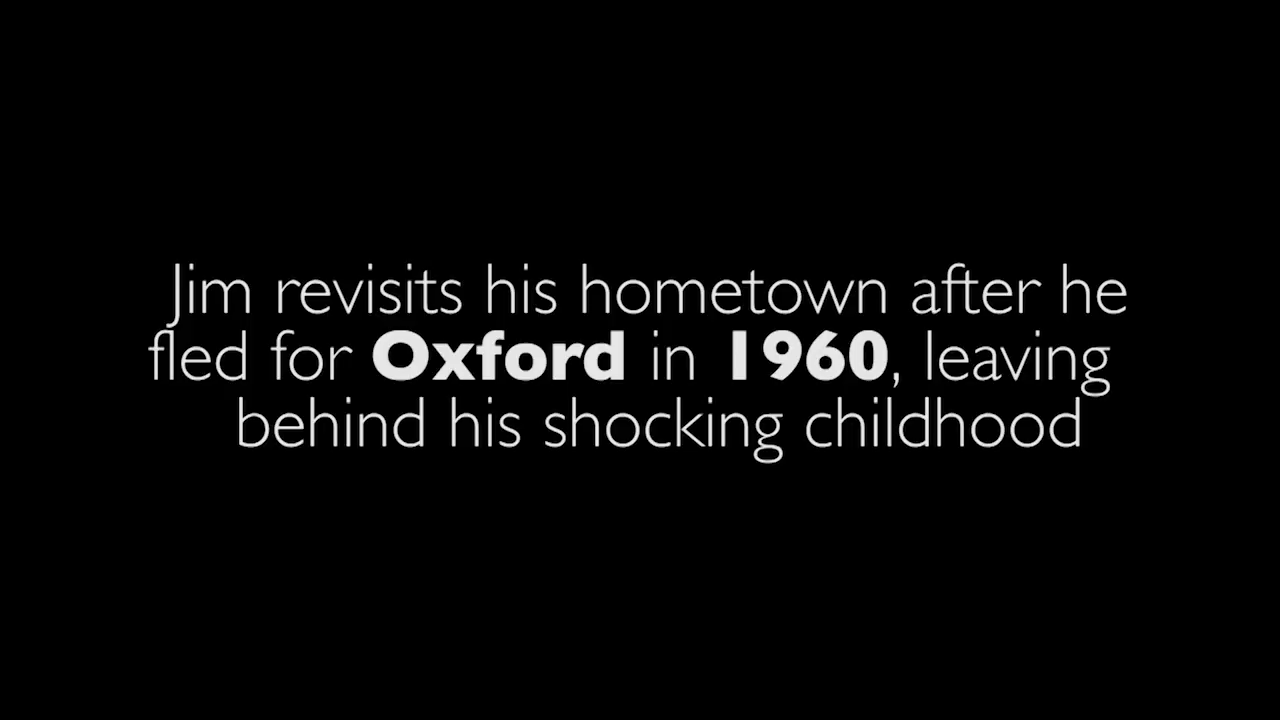 Jim revisits his hometown after he
fled for Oxford in 1960, leaving
behind his shocking childhood